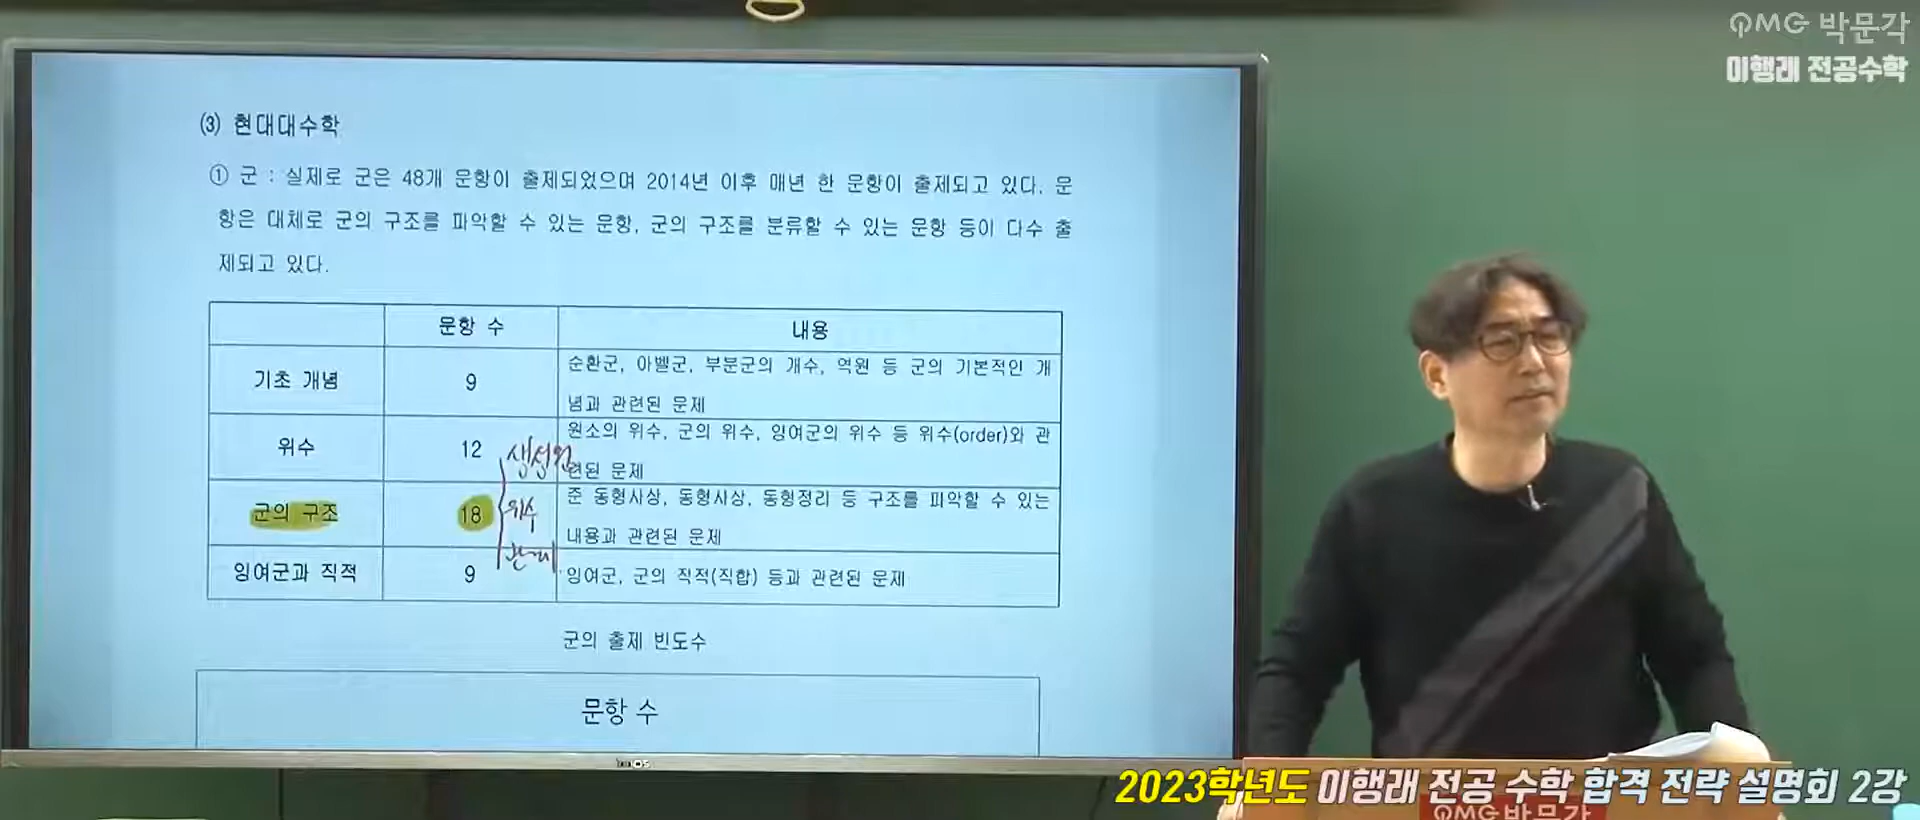 PMG 박문각
이행래 전공수학
(3) 현대대수학
① 군 : 실제로 군은 48개 문항이 출제되었으며 2014년 이후 매년 한 문항이 출제되고 있다. 문
항은 대체로 군의 구조를 파악할 수 있는 문항, 군의 구조를 분류할 수 있는 문항 등이 다수 출
제되고 있다.
문항 수 내용
기초 개념 9 순환군, 아벨군, 부분군의 개수, 역원 등 군의 기본적인 개
념과 관련된 문제
위수 12 원소의 위수, 군의 위수, 잉여군의 위수 등 위수(order)와 관
련된 문제
생성원
군의 구조 18 준 동형사상, 동형사상, 동형정리 등 구조를 파악할 수 있는
내용과 관련된 문제
위수
관계
잉여군과 직적 9 잉여군, 군의 직적(직합) 등과 관련된 문제
군의 출제 빈도수
문항 수
2023학년도 이행래 전공 수학 합격 전략 설명회 2강
PMG 박문각